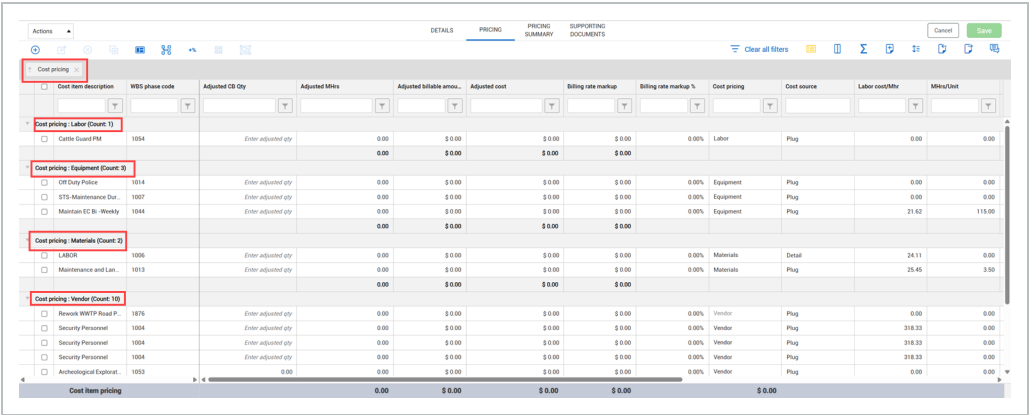 Actions
DETAILS
PRICING
PRICING
SUMMARY
SUPPORTING
DOCUMENTS
Cancel
Save
+%
Clear all filters
↑ Cost pricing ×
Cost item description WBS phase code Adjusted CB Qty Adjusted MHrs Adjusted billable amou... Adjusted cost Billing rate markup Billing rate markup % Cost pricing Cost source Labor cost/Mhr MHrs/Unit
Cost pricing : Labor (Count: 1)
Cattle Guard PM 1054 Enter adjusted qty 0.00 $ 0.00 $ 0.00 $ 0.00 0.00% Labor Plug 0.00 0.00
0.00 $ 0.00 $ 0.00 $ 0.00
Cost pricing : Equipment (Count: 3)
Off Duty Police 1014 Enter adjusted qty 0.00 $ 0.00 $ 0.00 $ 0.00 0.00% Equipment Plug 0.00 0.00
STS-Maintenance Dur... 1007 Enter adjusted qty 0.00 $ 0.00 $ 0.00 $ 0.00 0.00% Equipment Plug 0.00 0.00
Maintain EC Bi -Weekly 1044 Enter adjusted qty 0.00 $ 0.00 $ 0.00 $ 0.00 0.00% Equipment Plug 21.62 115.00
0.00 $ 0.00 $ 0.00 $ 0.00
Cost pricing : Materials (Count: 2)
LABOR 1006 Enter adjusted qty 0.00 $ 0.00 $ 0.00 $ 0.00 0.00% Materials Detail 24.11 0.00
Maintenance and Lan... 1013 Enter adjusted qty 0.00 $ 0.00 $ 0.00 $ 0.00 0.00% Materials Plug 25.45 3.50
0.00 $ 0.00 $ 0.00 $ 0.00
Cost pricing : Vendor (Count: 10)
Rework WWTP Road P... 1876 Enter adjusted qty 0.00 $ 0.00 $ 0.00 $ 0.00 0.00% Vendor Plug 0.00 0.00
Security Personnel 1004 Enter adjusted qty 0.00 $ 0.00 $ 0.00 $ 0.00 0.00% Vendor Plug 318.33 0.00
Security Personnel 1004 Enter adjusted qty 0.00 $ 0.00 $ 0.00 $ 0.00 0.00% Vendor Plug 318.33 0.00
Security Personnel 1004 Enter adjusted qty 0.00 $ 0.00 $ 0.00 $ 0.00 0.00% Vendor Plug 318.33 0.00
Archeological Explorat... 1053 0.00 0.00 $ 0.00 $ 0.00 $ 0.00 0.00% Vendor Plug 0.00 0.00
Cost item pricing 0.00 $ 0.00 $ 0.00 $ 0.00 $ 0.00